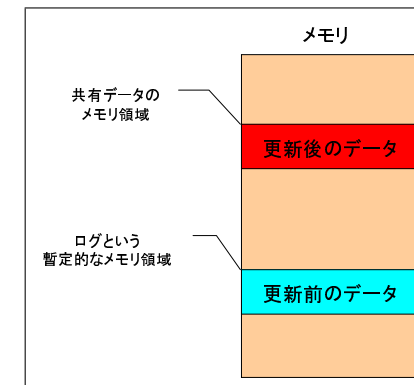 メモリ
共有データの
メモリ領域
更新後のデータ
ログという
暫定的なメモリ領域
更新前のデータ